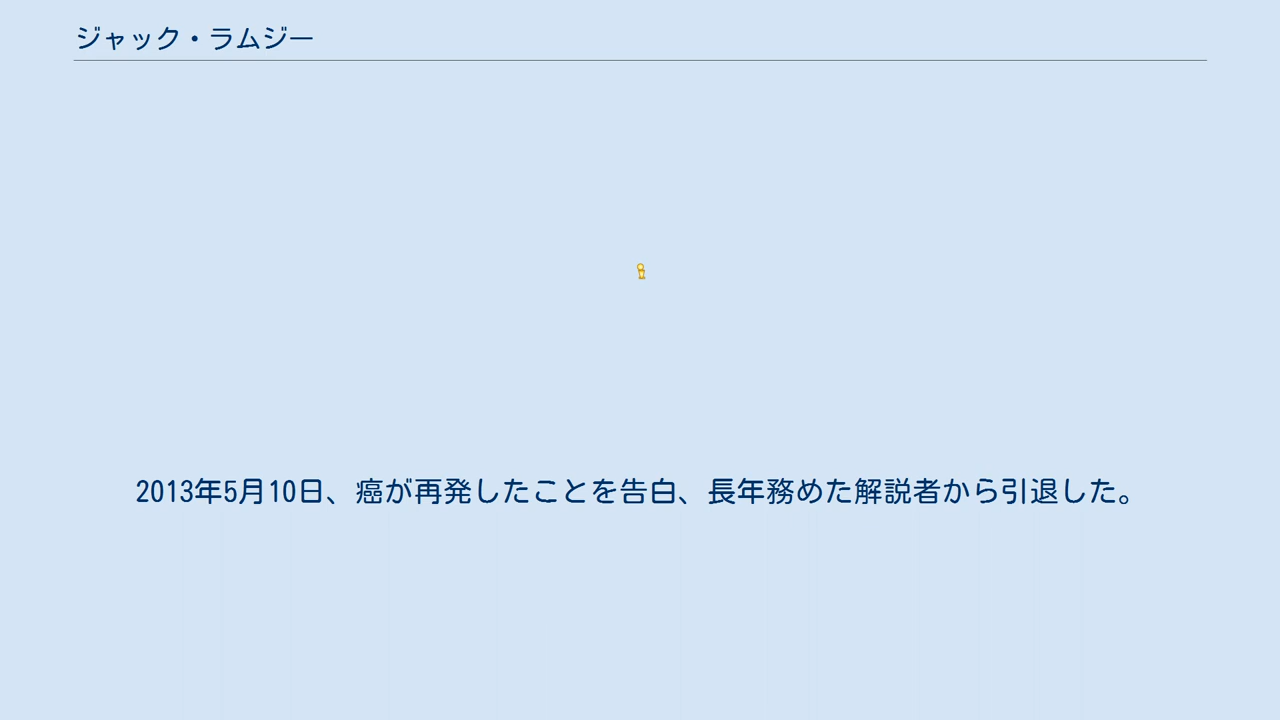 ジャック・ラムジー
2013年5月10日、癌が再発したことを告白、長年務めた解説者から引退した。